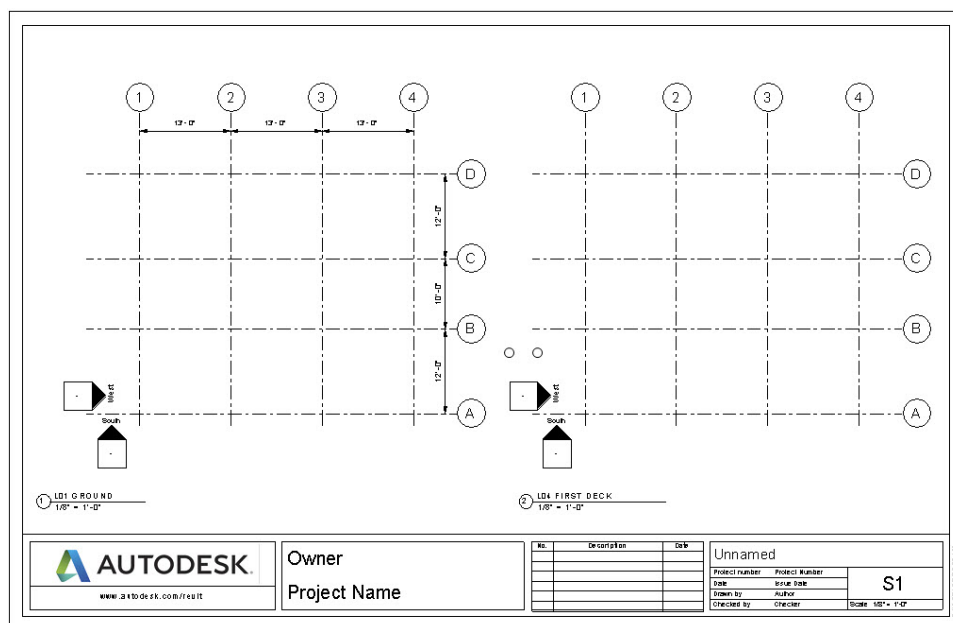 1 2 3 4
13'-0" 13'-0" 13'-0"
D
12'-0"
C
10'-0"
B
12'-0"
A
West
South
1 L01 GROUND
1/8" = 1'-0"
1 2 3 4
D
C
B
A
West
South
2 L04 FIRST DECK
1/8" = 1'-0"
AUTODESK.
www.autodesk.com/revit
Owner
Project Name
No. Description Date
Unnamed
Project number Project Number
Date Issue Date
Drawn by Author
Checked by Checker
S1
Scale 1/8" = 1'-0"